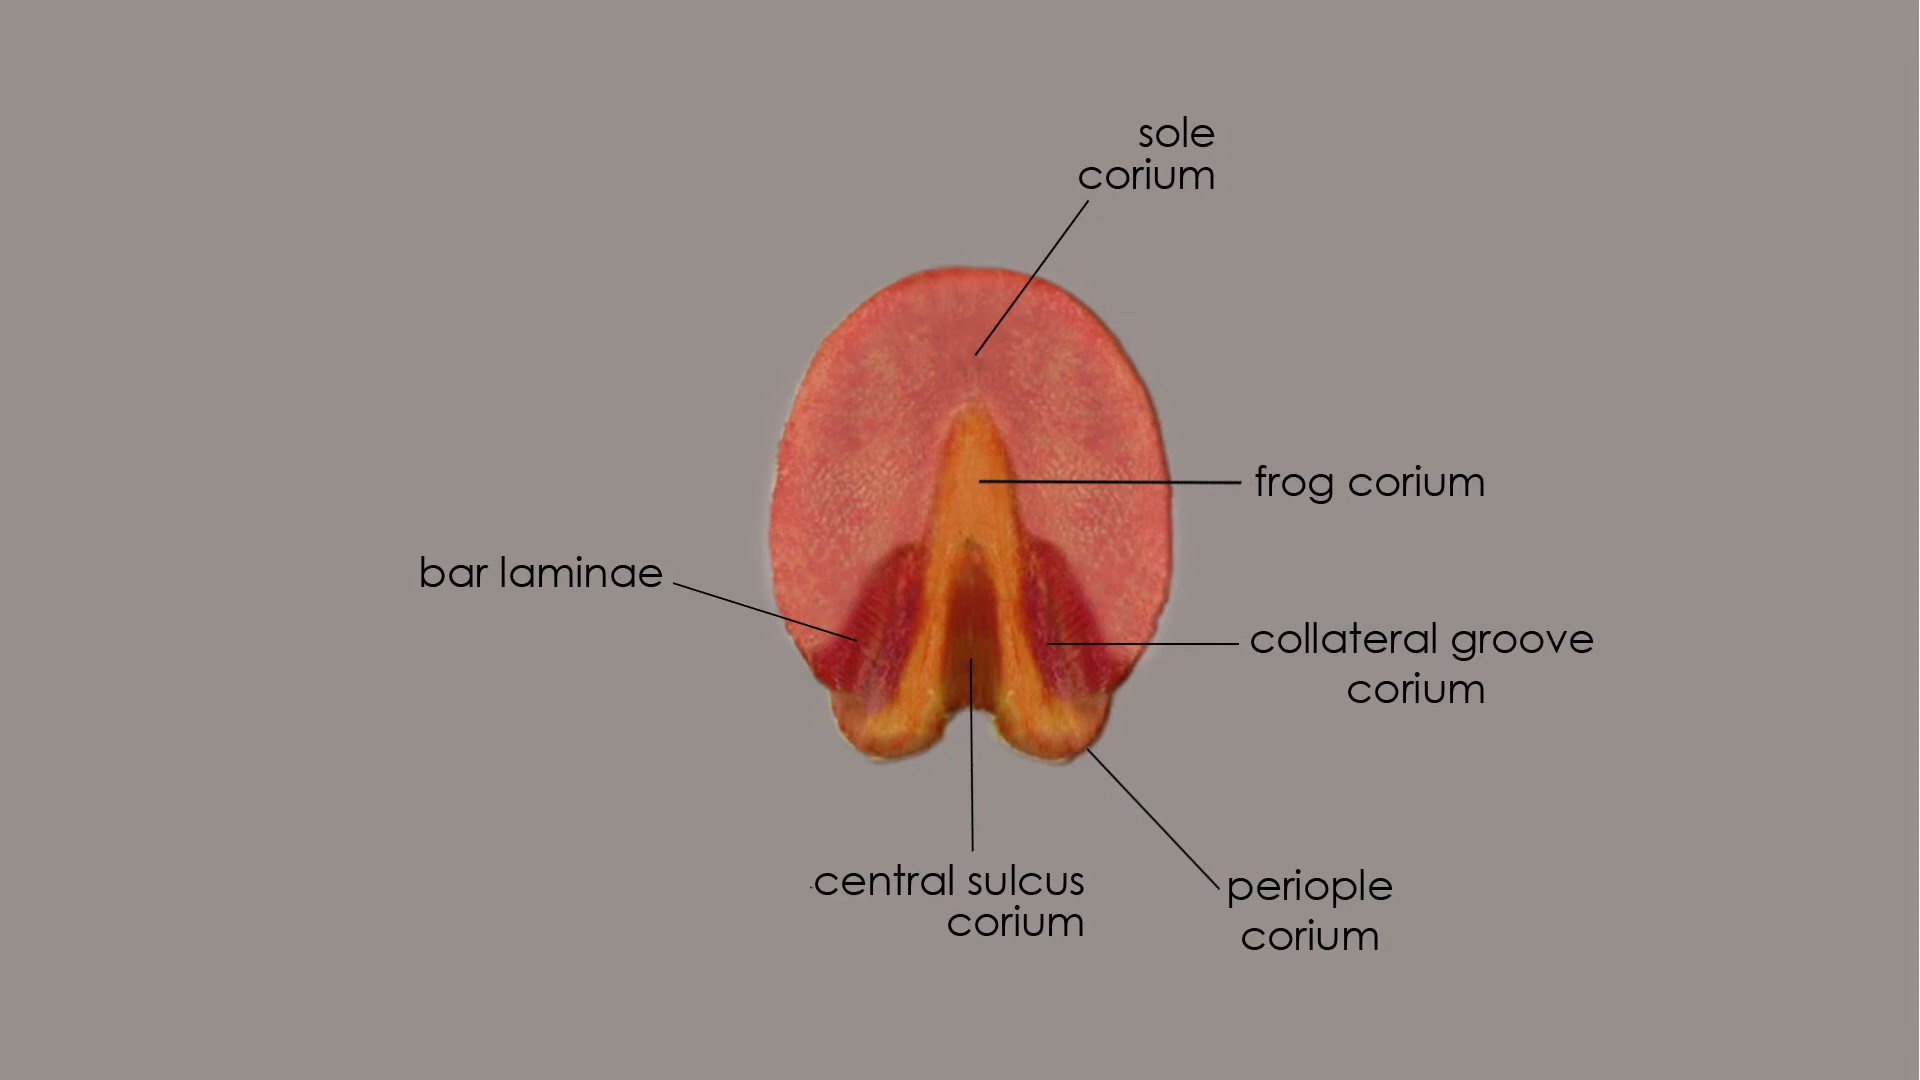 sole
corium
frog corium
bar laminae
collateral groove
corium
central sulcus
corium
periople
corium